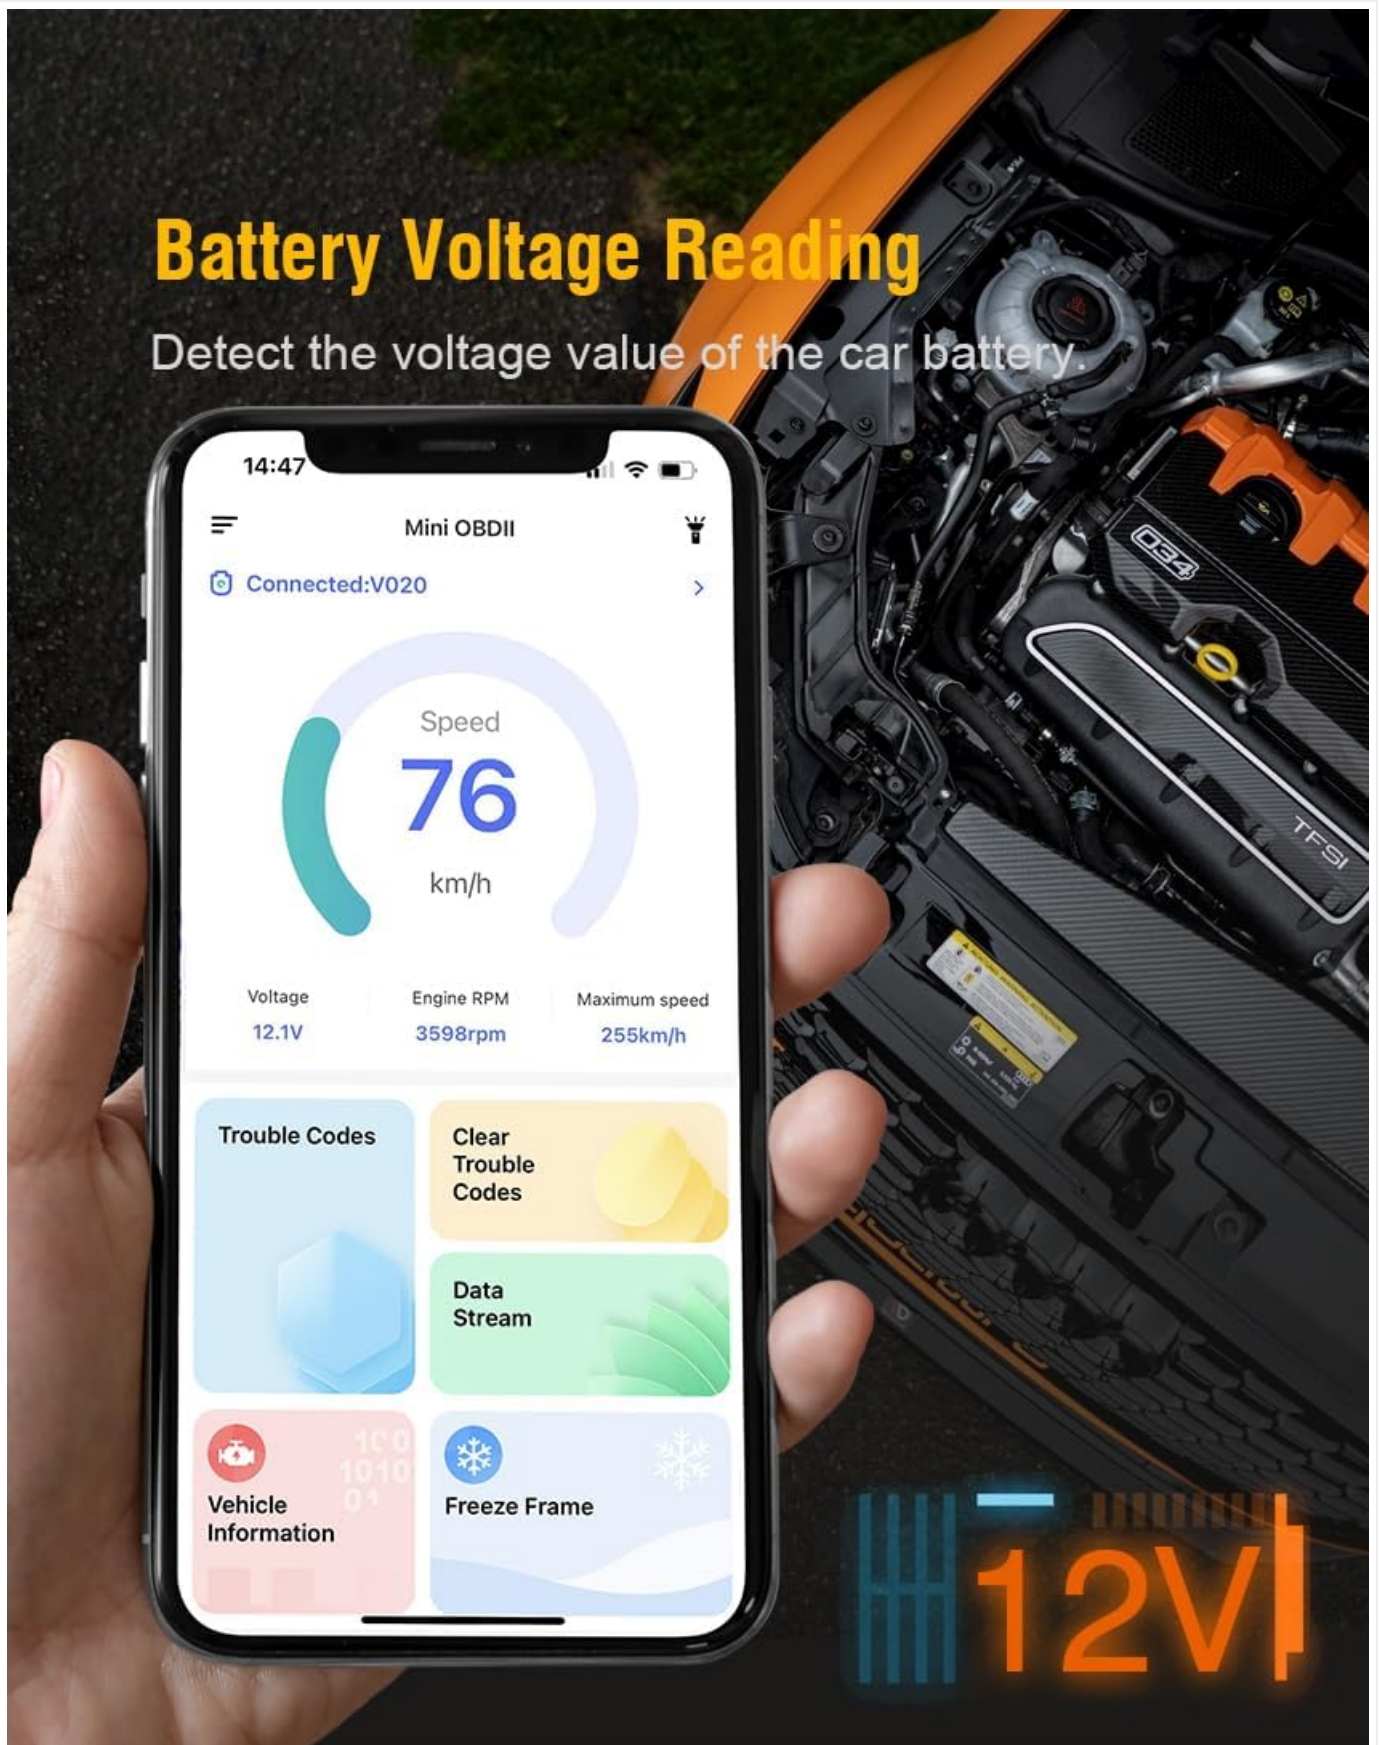 Battery Voltage Reading
Detect the voltage value of the car battery.
14:47
Mini OBDII
Connected:V020
Speed
76
km/h
Voltage
Engine RPM
Maximum speed
12.1V
3598rpm
255km/h
Trouble Codes
Clear
Trouble
Codes
Data
Stream
Vehicle
Information
Freeze Frame
034
TFSI
12V